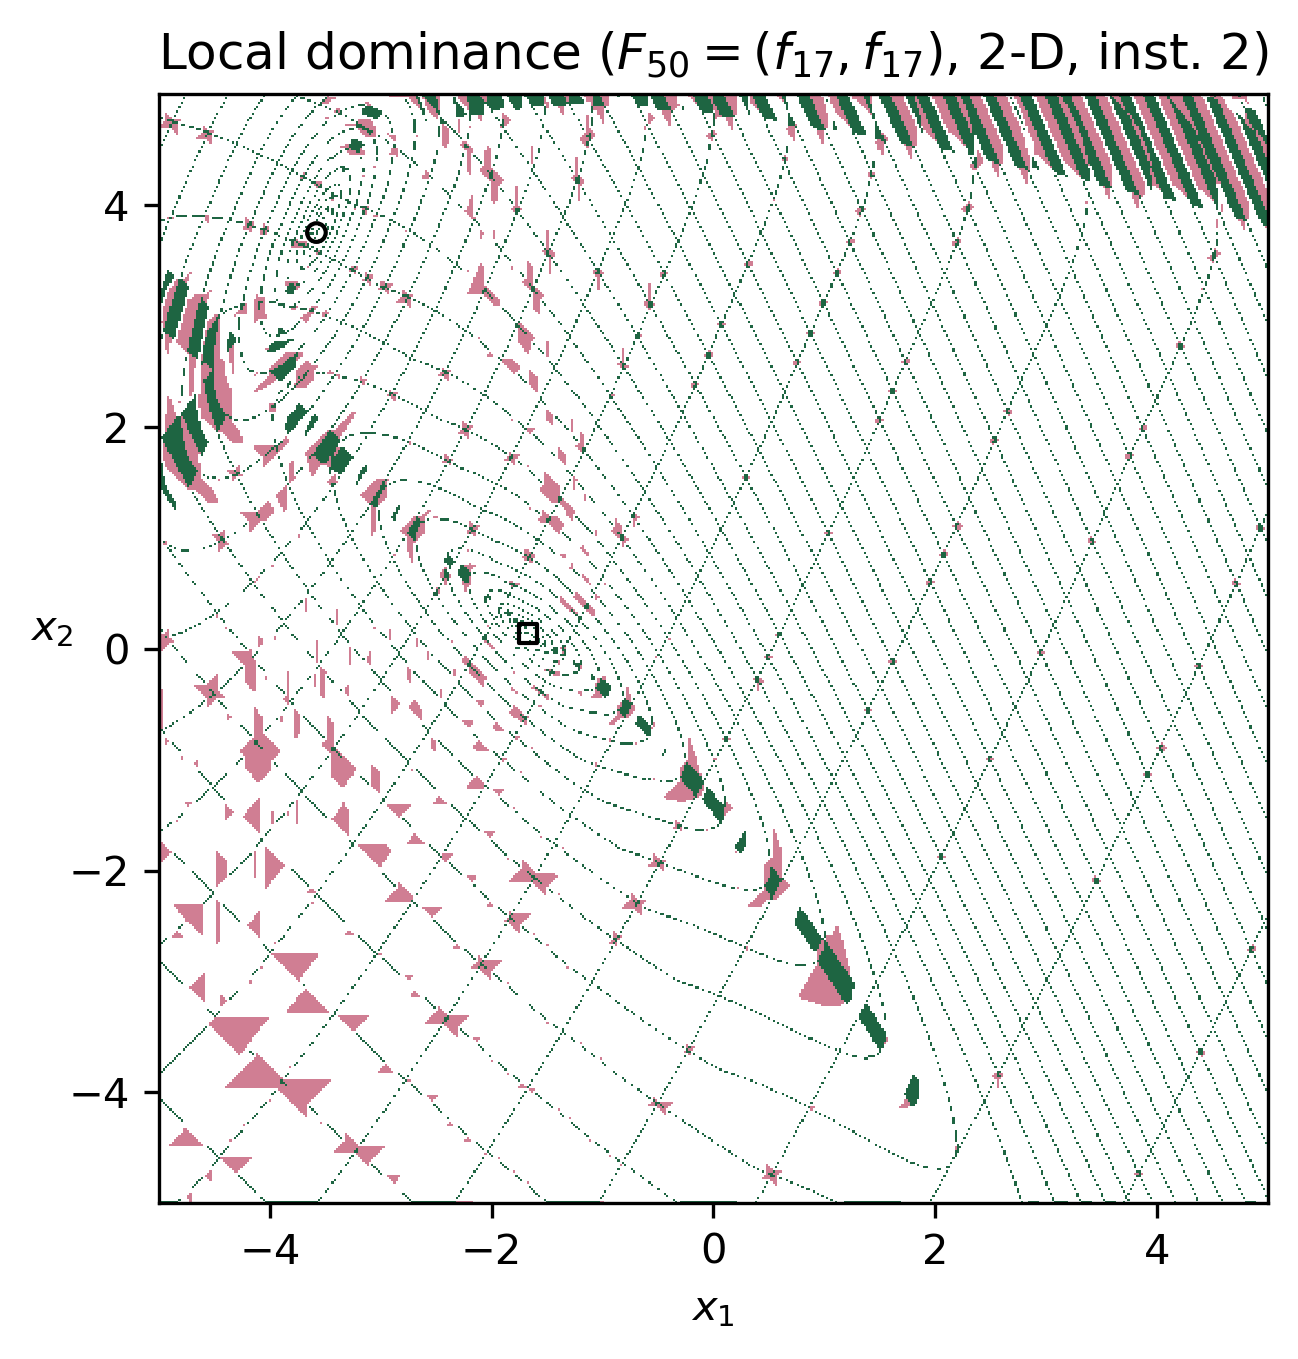 Local dominance (F₅₀ = (f₁₇, f₁₇), 2-D, inst. 2)
4
2
x₂
0
−2
−4
−4 −2 0 2 4
x₁